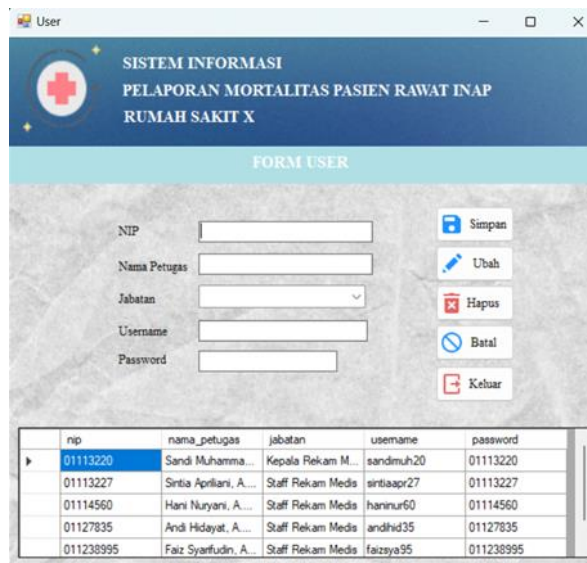 User
SISTEM INFORMASI
PELAPORAN MORTALITAS PASIEN RAWAT INAP
RUMAH SAKIT X
FORM USER
NIP
Simpan
Nama Petugas
Ubah
Jabatan
Hapus
Username
Batal
Password
Keluar
nip nama_petugas jabatan username password
01113220 Sandi Muhamma... Kepala Rekam M... sandimuh20 01113220
01113227 Sintia Apriliani, A.... Staff Rekam Medis sintiaapr27 01113227
01114560 Hani Nuryani, A.... Staff Rekam Medis haninur60 01114560
01127835 Andi Hidayat, A.... Staff Rekam Medis andihid35 01127835
011238995 Faiz Syarifudin, A... Staff Rekam Medis faizsya95 011238995